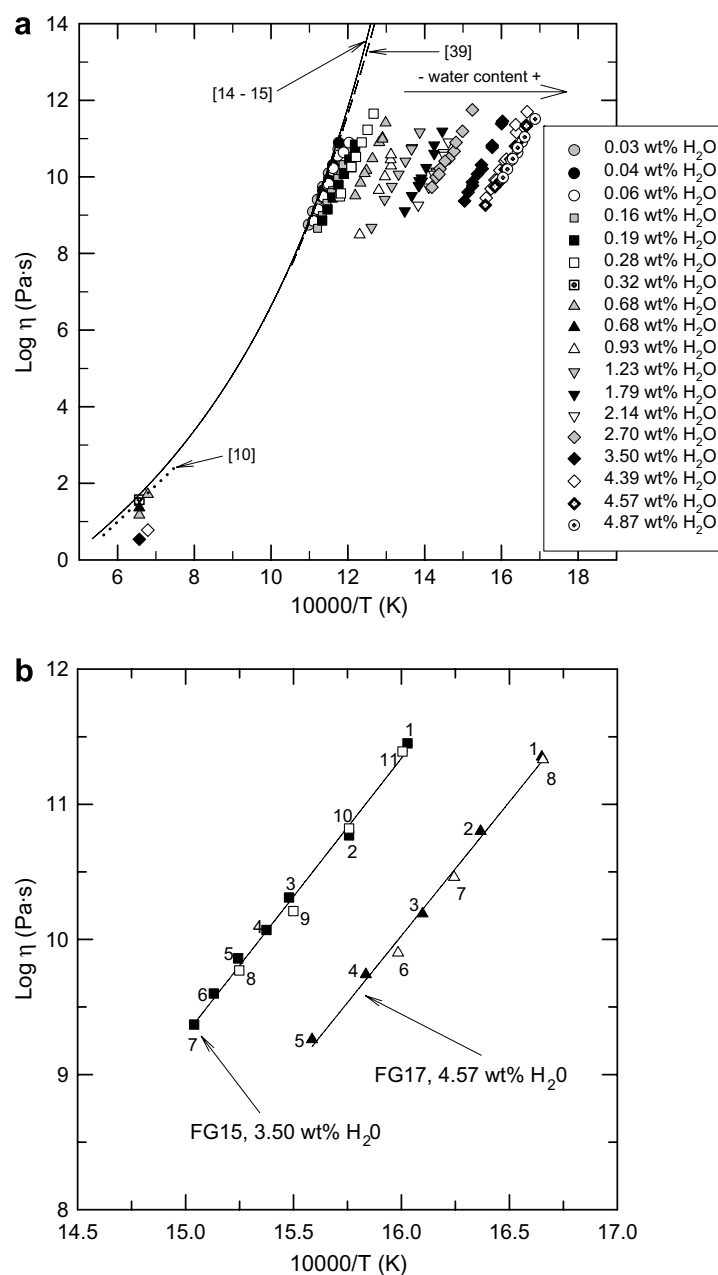 a
14
12
10
8
6
4
2
0
Log η (Pa·s)
[39]
[14 - 15]
- water content +
[10]
6
8
10
12
14
16
18
10000/T (K)
0.03 wt% H₂O
0.04 wt% H₂O
0.06 wt% H₂O
0.16 wt% H₂O
0.19 wt% H₂O
0.28 wt% H₂O
0.32 wt% H₂O
0.68 wt% H₂O
0.68 wt% H₂O
0.93 wt% H₂O
1.23 wt% H₂O
1.79 wt% H₂O
2.14 wt% H₂O
2.70 wt% H₂O
3.50 wt% H₂O
4.39 wt% H₂O
4.57 wt% H₂O
4.87 wt% H₂O
b
12
11
10
9
8
Log η (Pa·s)
1
11
10
2
3
9
4
5
8
6
7
1
8
2
7
3
6
4
5
FG17, 4.57 wt% H₂0
FG15, 3.50 wt% H₂0
14.5
15.0
15.5
16.0
16.5
17.0
10000/T (K)